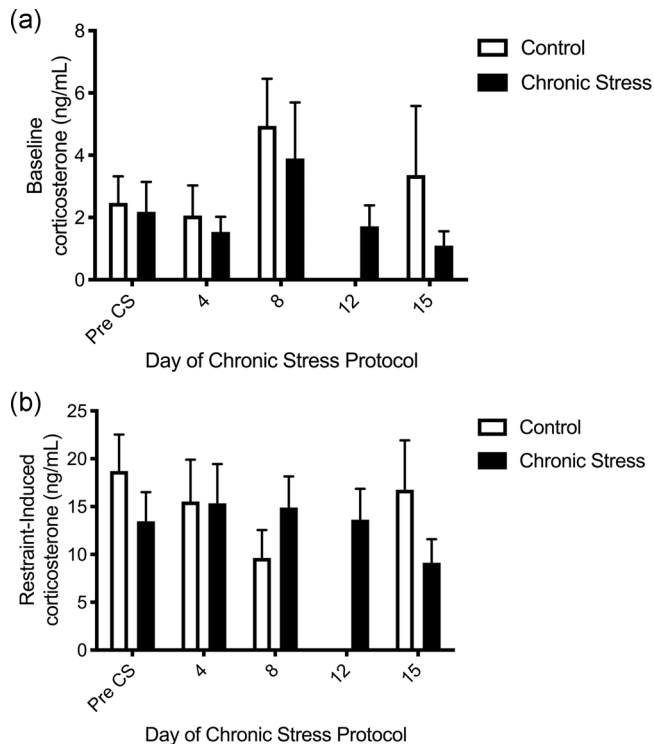 (a)
8
6
4
2
0
Baseline
corticosterone (ng/mL)
Control
Chronic Stress
Pre CS
4
8
12
15
Day of Chronic Stress Protocol
(b)
25
20
15
10
5
0
Restraint-Induced
corticosterone (ng/mL)
Control
Chronic Stress
Pre CS
4
8
12
15
Day of Chronic Stress Protocol